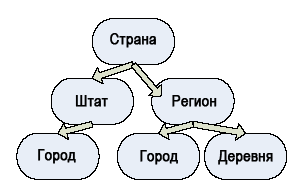 Страна
Штат
Регион
Город
Город
Деревня